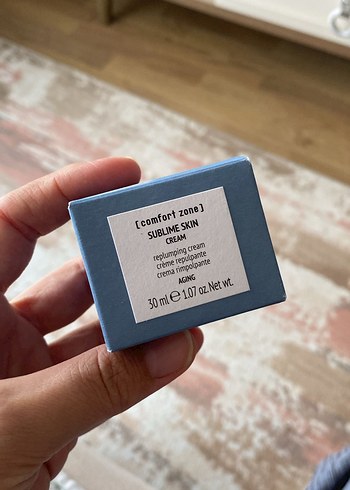 [comfort zone]
SUBLIME SKIN
CREAM
replumping cream
crème repulpante
crema rimpolpante
AGING
30 ml ℮ 1.07 oz.Net wt.